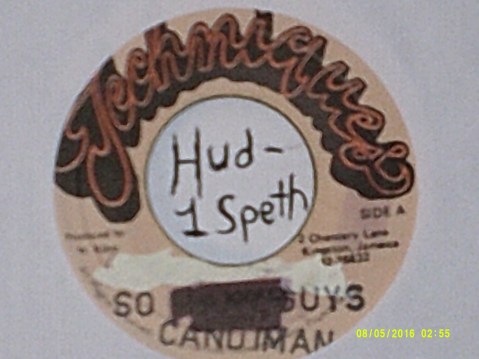 Techniques
Hud-
1 Speth
SIDE A
Produced by
2 Chancery Lane
Kingston, Jamaica
SO GUYS
CANDIMAN
08/05/2016 02:55